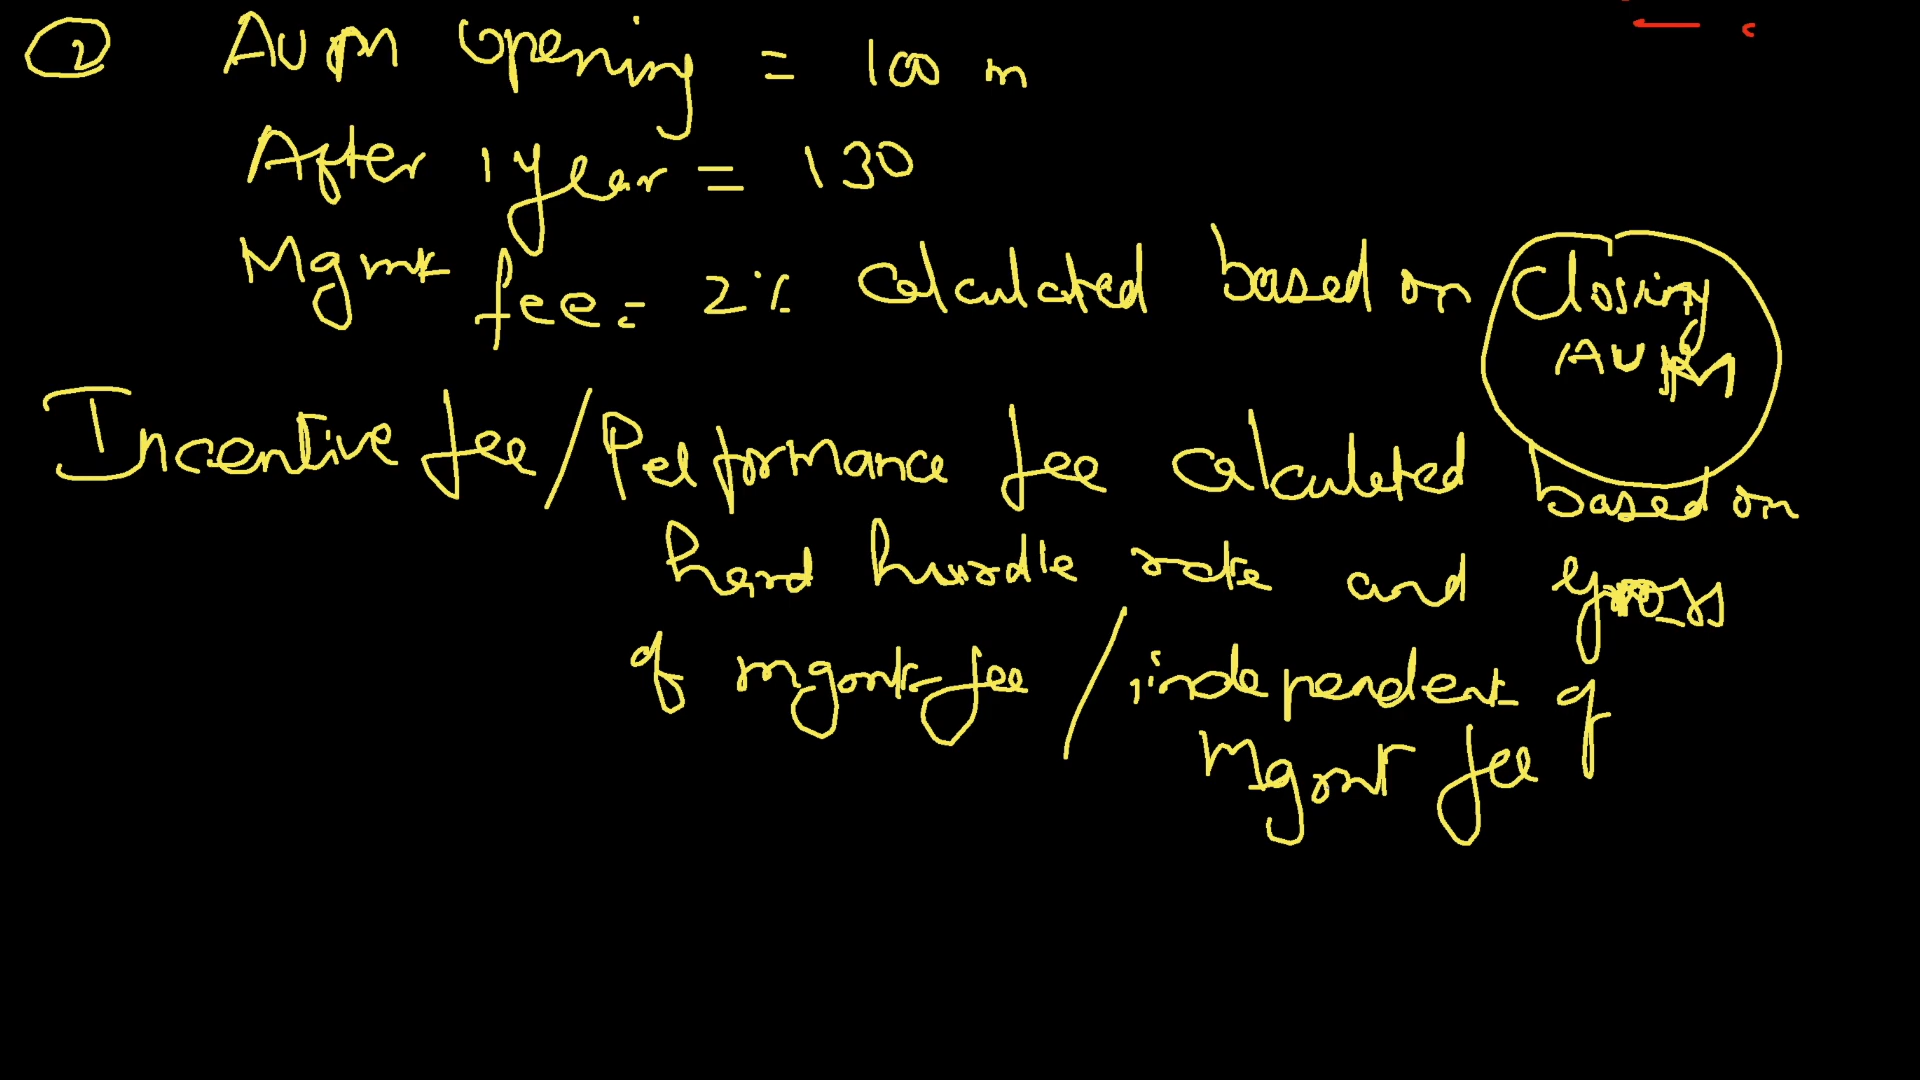 ② AUM opening = 100 m
After 1 year = 130
Mgmt fee = 2% calculated based on closing AUM
Incentive fee / Performance fee calculated based on
hard hurdle rate and gross
of mgmt fee / independent of
Mgmt fee